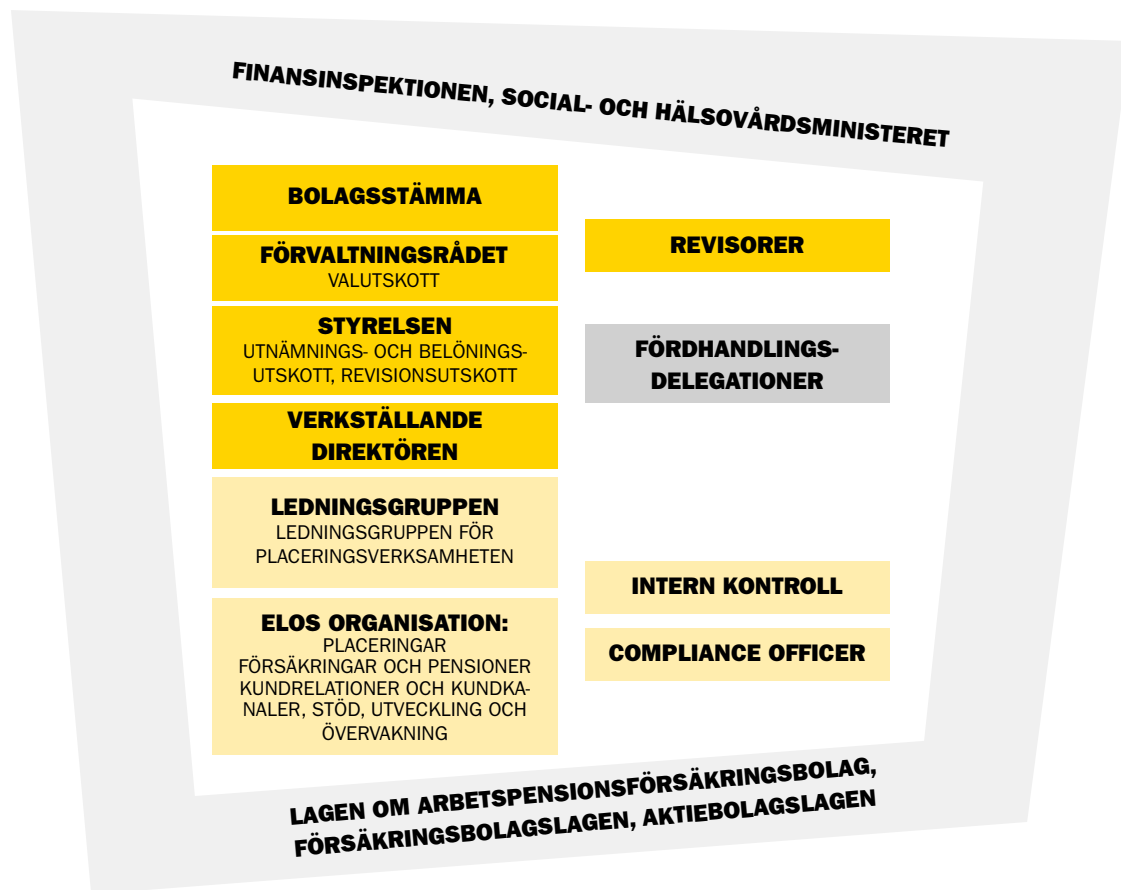 FINANSINSPEKTIONEN, SOCIAL- OCH HÄLSOVÅRDSMINISTERET
BOLAGSSTÄMMA
FÖRVALTNINGSRÅDET
VALUTSKOTT
STYRELSEN
UTNÄMNINGS- OCH BELÖNINGS-
UTSKOTT, REVISIONSUTSKOTT
VERKSTÄLLANDE
DIREKTÖREN
LEDNINGSGRUPPEN
LEDNINGSGRUPPEN FÖR
PLACERINGSVERKSAMHETEN
ELOS ORGANISATION:
PLACERINGAR
FÖRSÄKRINGAR OCH PENSIONER
KUNDRELATIONER OCH KUNDKA-
NALER, STÖD, UTVECKLING OCH
ÖVERVAKNING
REVISORER
FÖRDHANDLINGS-
DELEGATIONER
INTERN KONTROLL
COMPLIANCE OFFICER
LAGEN OM ARBETSPENSIONSFÖRSÄKRINGSBOLAG,
FÖRSÄKRINGSBOLAGSLAGEN, AKTIEBOLAGSLAGEN